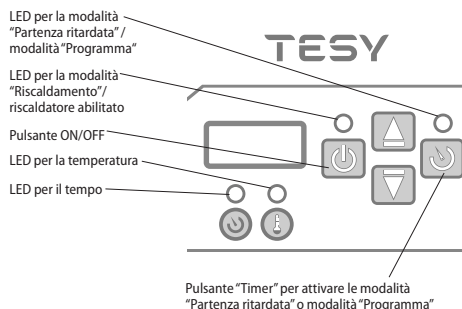 LED per la modalità
“Partenza ritardata” /
modalità “Programma“
TESY
LED per la modalità
“Riscaldamento”/
riscaldatore abilitato
Pulsante ON/OFF
LED per la temperatura
LED per il tempo
Pulsante “Timer” per attivare le modalità
“Partenza ritardata” o modalità “Programma”